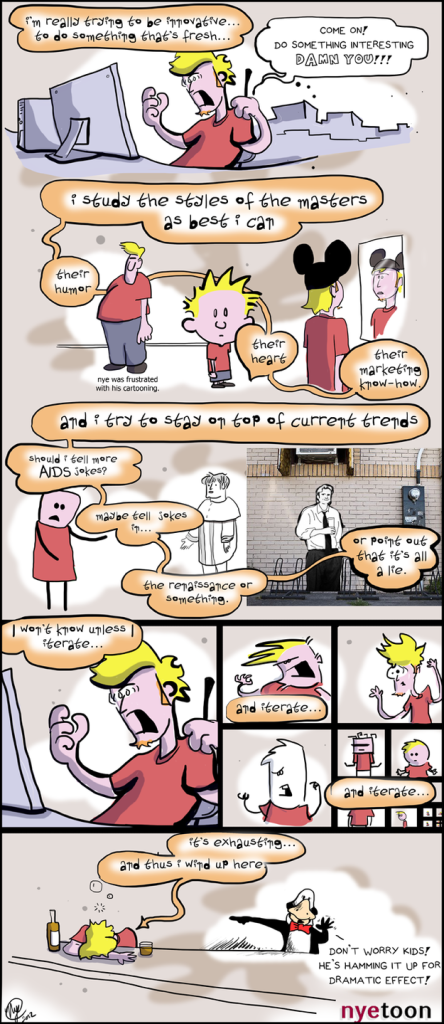 i'm really trying to be innovative...
to do something that's fresh...
COME ON!
DO SOMETHING INTERESTING
DAMN YOU!!!
i study the styles of the masters
as best i can
their
humor
their
heart
their
marketing
know-how.
nye was frustrated
with his cartooning.
and i try to stay on top of current trends
should i tell more
AIDS jokes?
maybe tell jokes
in...
the renaissance or
something.
or point out
that it's all
a lie.
I won't know unless I
iterate...
and iterate...
and iterate...
it's exhausting...
and thus i wind up here.
DON'T WORRY KIDS!
HE'S HAMMING IT UP FOR
DRAMATIC EFFECT!
Nye
2012
nyetoon